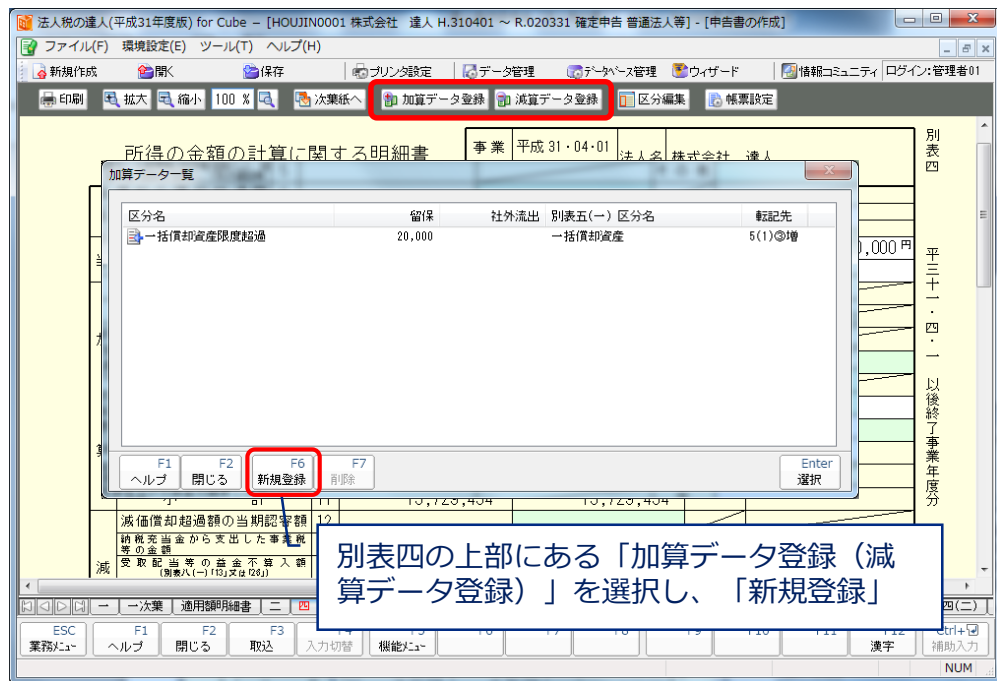 法人税の達人(平成31年度版) for Cube － [HOUJIN0001 株式会社　達人 H.310401 ～ R.020331 確定申告 普通法人等] - [申告書の作成]
ファイル(F) 環境設定(E) ツール(T) ヘルプ(H)
新規作成 開く 保存 プリンタ設定 データ管理 データベース管理 ウィザード 情報コミュニティ ログイン:管理者01
印刷 拡大 縮小 100 % 次葉紙へ 加算データ登録 減算データ登録 区分編集 帳票設定
所得の金額の計算に関する明細書 事業 平成 31・04・01 法人名 株式会社　達人
別表四
加算データ一覧
区分名 留保 社外流出 別表五(一) 区分名 転記先
一括償却資産限度超過 20,000 一括償却資産 5(1)③増
,000 円
平三十一・四・一　以後終了事業年度分
F1 F2 F6 F7 Enter
ヘルプ 閉じる 新規登録 削除 選択
減価償却超過額の当期認容額 12
納税充当金から支出した事業税
等の金額
減 受取配当等の益金不算入額
(別表八(一)「13」又は「26」)
別表四の上部にある「加算データ登録（減
算データ登録）」を選択し、「新規登録」
一 一次葉 適用額明細書 二 四 四(二)
ESC F1 F2 F3 F12 Ctrl+
業務ﾒﾆｭｰ ヘルプ 閉じる 取込 入力切替 機能ﾒﾆｭｰ 漢字 補助入力
NUM